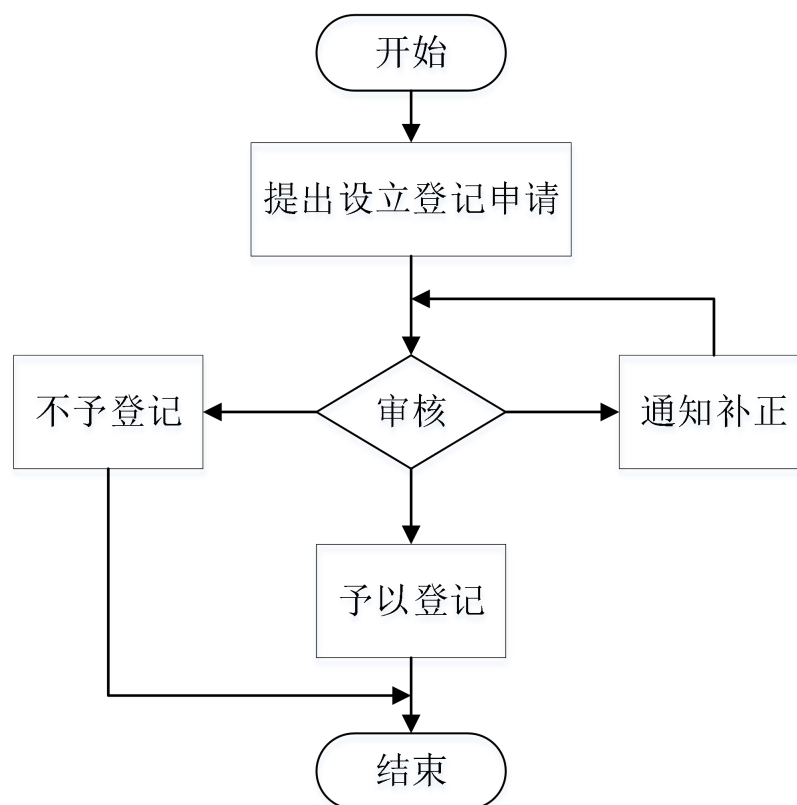 开始
提出设立登记申请
不予登记
审核
通知补正
予以登记
结束